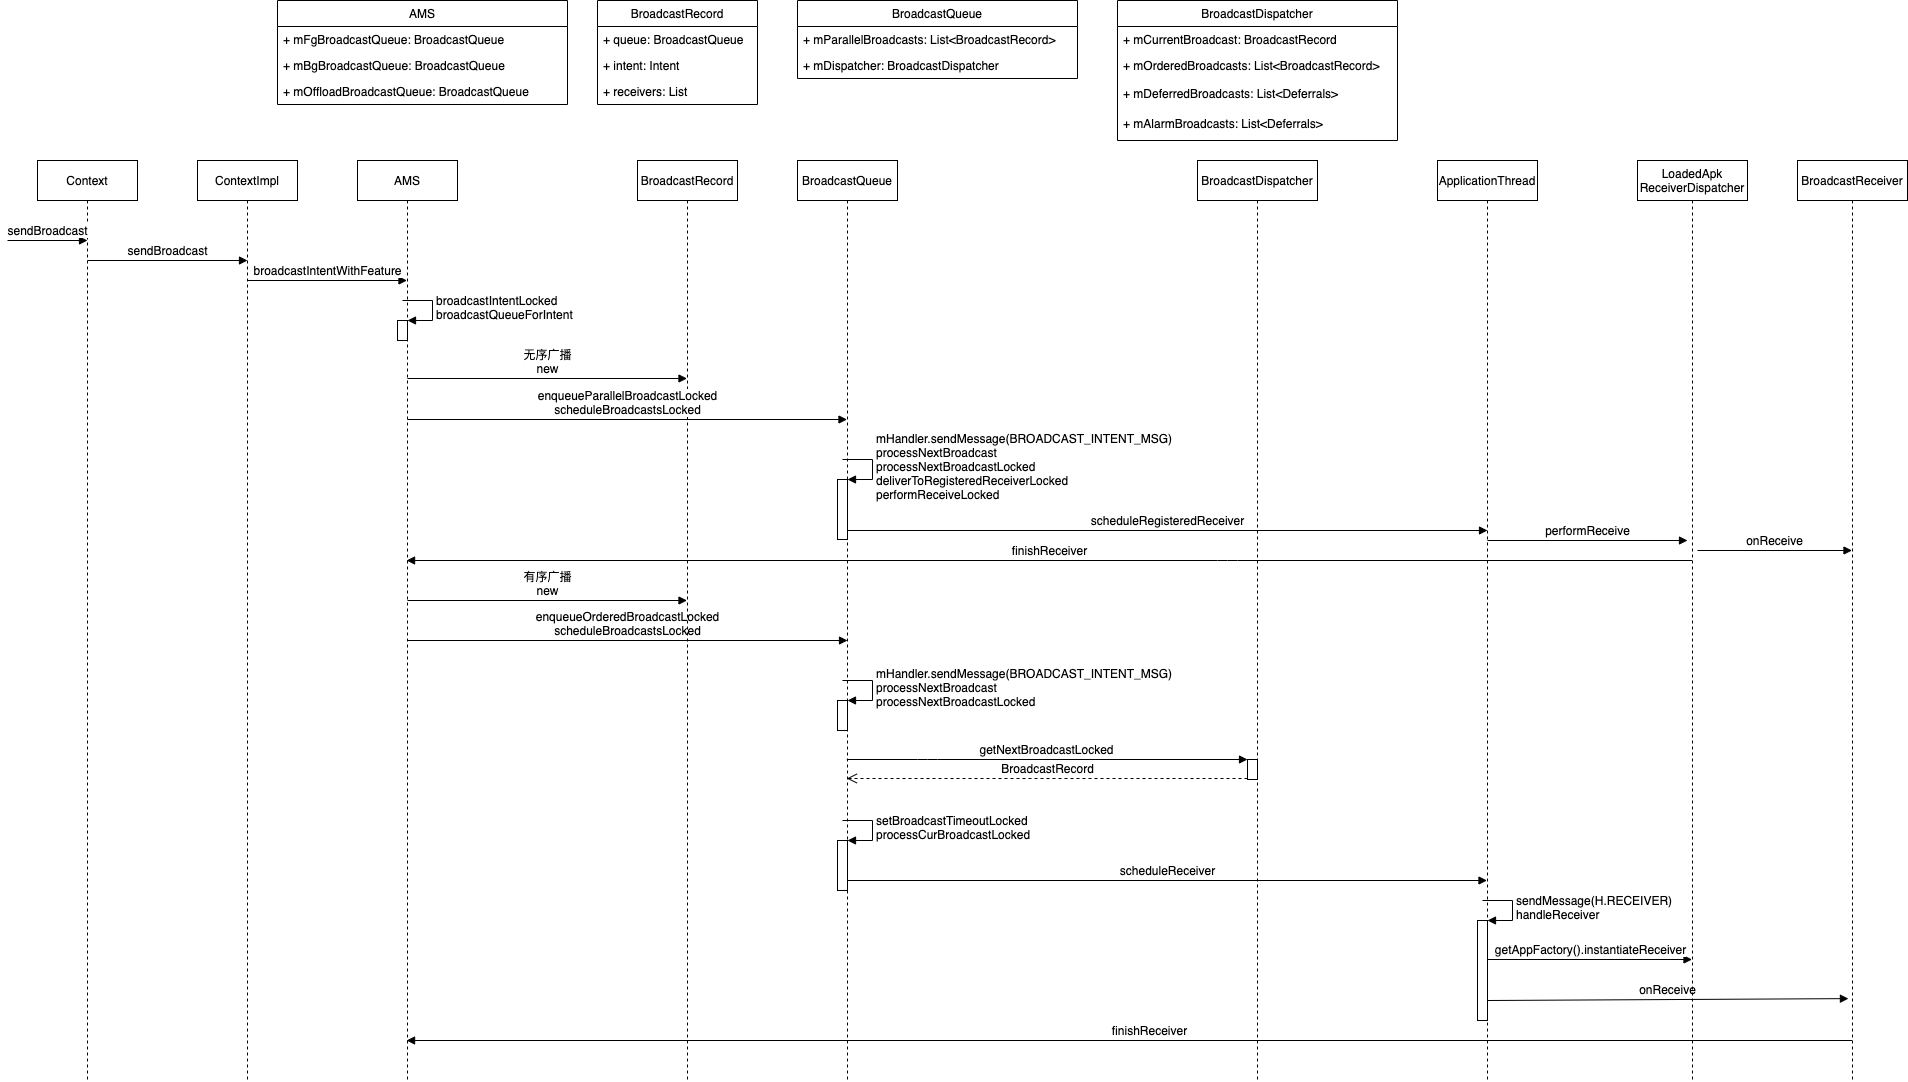 AMS
+ mFgBroadcastQueue: BroadcastQueue
+ mBgBroadcastQueue: BroadcastQueue
+ mOffloadBroadcastQueue: BroadcastQueue
BroadcastRecord
+ queue: BroadcastQueue
+ intent: Intent
+ receivers: List
BroadcastQueue
+ mParallelBroadcasts: List<BroadcastRecord>
+ mDispatcher: BroadcastDispatcher
BroadcastDispatcher
+ mCurrentBroadcast: BroadcastRecord
+ mOrderedBroadcasts: List<BroadcastRecord>
+ mDeferredBroadcasts: List<Deferrals>
+ mAlarmBroadcasts: List<Deferrals>
Context
ContextImpl
AMS
BroadcastRecord
BroadcastQueue
BroadcastDispatcher
ApplicationThread
LoadedApk
ReceiverDispatcher
BroadcastReceiver
sendBroadcast
sendBroadcast
broadcastIntentWithFeature
broadcastIntentLocked
broadcastQueueForIntent
无序广播
new
enqueueParallelBroadcastLocked
scheduleBroadcastsLocked
mHandler.sendMessage(BROADCAST_INTENT_MSG)
processNextBroadcast
processNextBroadcastLocked
deliverToRegisteredReceiverLocked
performReceiveLocked
scheduleRegisteredReceiver
performReceive
onReceive
finishReceiver
有序广播
new
enqueueOrderedBroadcastLocked
scheduleBroadcastsLocked
mHandler.sendMessage(BROADCAST_INTENT_MSG)
processNextBroadcast
processNextBroadcastLocked
getNextBroadcastLocked
BroadcastRecord
setBroadcastTimeoutLocked
processCurBroadcastLocked
scheduleReceiver
sendMessage(H.RECEIVER)
handleReceiver
getAppFactory().instantiateReceiver
onReceive
finishReceiver